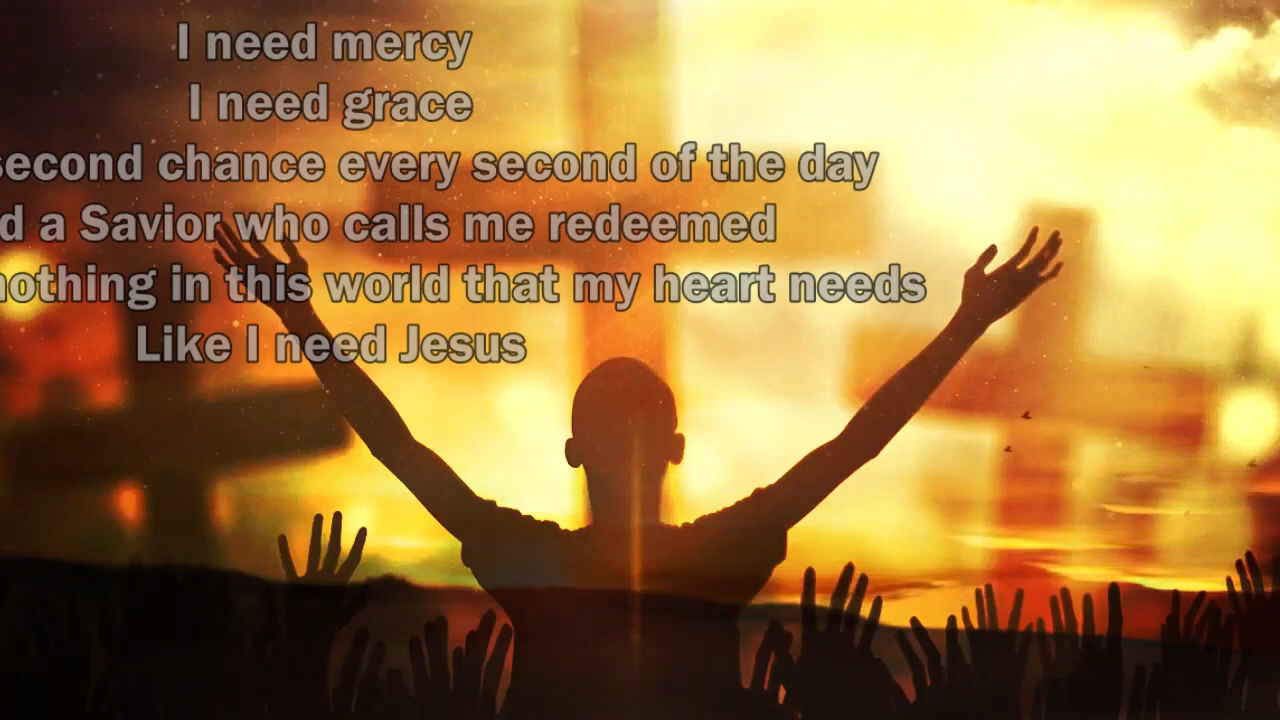 I need mercy
I need grace
second chance every second of the day
d a Savior who calls me redeemed
nothing in this world that my heart needs
Like I need Jesus